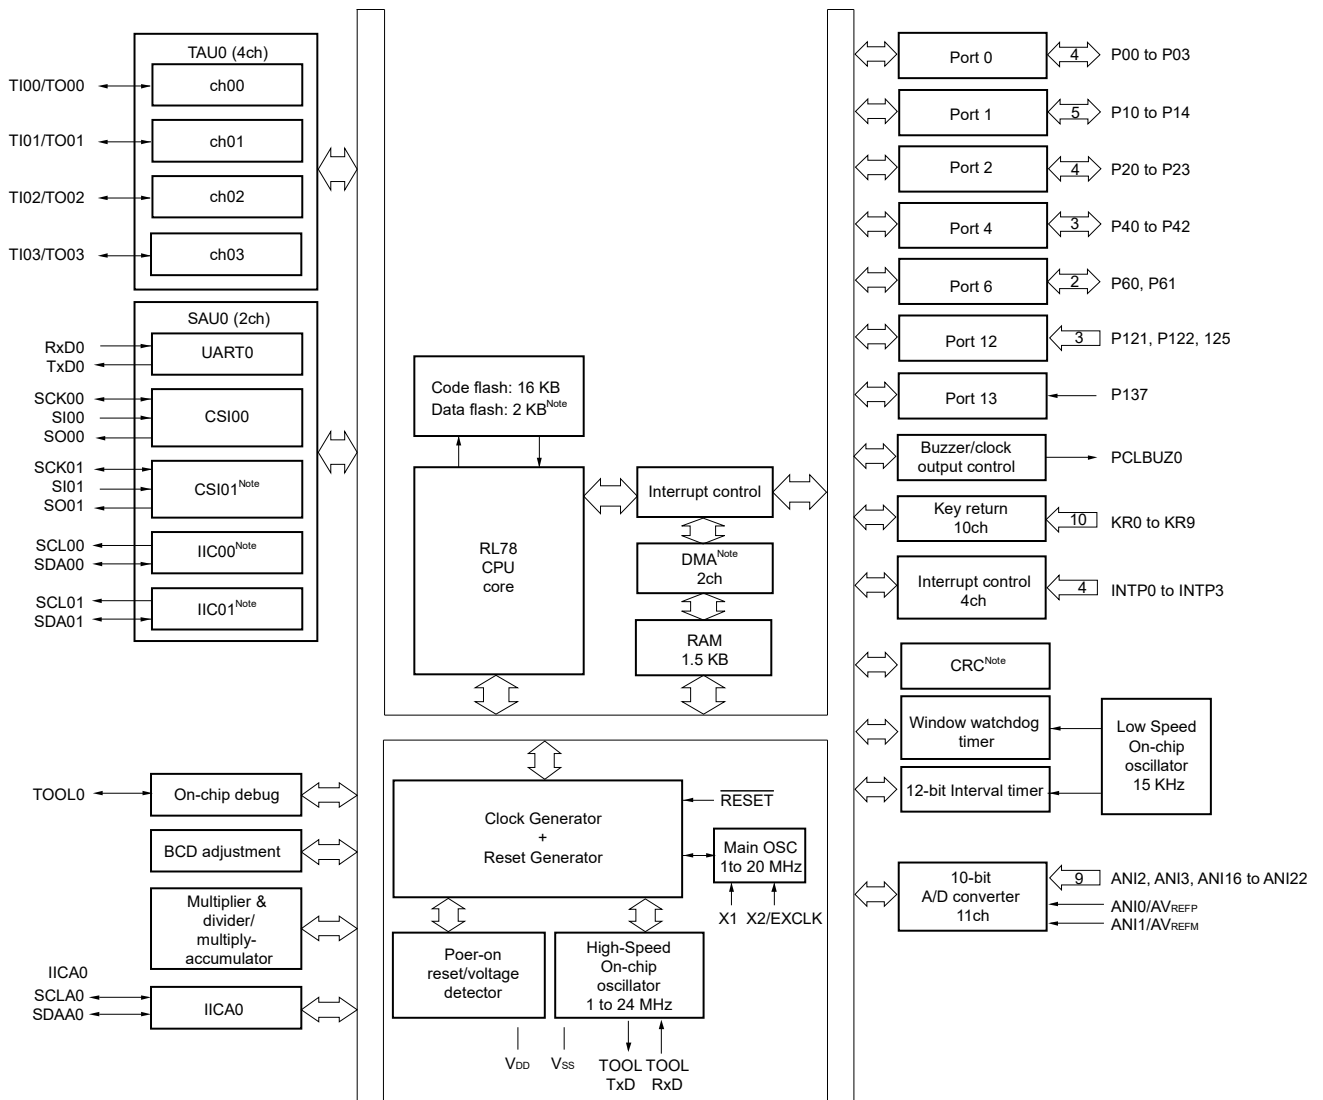 TAU0 (4ch)
TI00/TO00
ch00
TI01/TO01
ch01
TI02/TO02
ch02
TI03/TO03
ch03
SAU0 (2ch)
RxD0
TxD0
UART0
SCK00
SI00
SO00
CSI00
SCK01
SI01
SO01
CSI01Note
SCL00
SDA00
IIC00Note
SCL01
SDA01
IIC01Note
TOOL0
On-chip debug
BCD adjustment
Multiplier &
divider/
multiply-
accumulator
IICA0
SCLA0
SDAA0
IICA0
Code flash: 16 KB
Data flash: 2 KBNote
RL78
CPU
core
Interrupt control
DMANote
2ch
RAM
1.5 KB
Clock Generator
+
Reset Generator
RESET
Main OSC
1to 20 MHz
X1 X2/EXCLK
Poer-on
reset/voltage
detector
High-Speed
On-chip
oscillator
1 to 24 MHz
VDD
VSS
TOOL
TxD
TOOL
RxD
Port 0
4
P00 to P03
Port 1
5
P10 to P14
Port 2
4
P20 to P23
Port 4
3
P40 to P42
Port 6
2
P60, P61
Port 12
3
P121, P122, 125
Port 13
P137
Buzzer/clock
output control
PCLBUZ0
Key return
10ch
10
KR0 to KR9
Interrupt control
4ch
4
INTP0 to INTP3
CRCNote
Window watchdog
timer
12-bit Interval timer
Low Speed
On-chip
oscillator
15 KHz
10-bit
A/D converter
11ch
9
ANI2, ANI3, ANI16 to ANI22
ANI0/AVREFP
ANI1/AVREFM